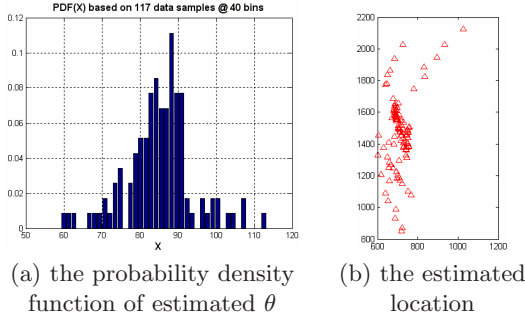 PDF(X) based on 117 data samples @ 40 bins
0.12
0.1
0.08
0.06
0.04
0.02
0
50 60 70 80 90 100 110 120
X
2200
2000
1800
1600
1400
1200
1000
800
600 800 1000 1200
(a) the probability density
function of estimated θ
(b) the estimated
location